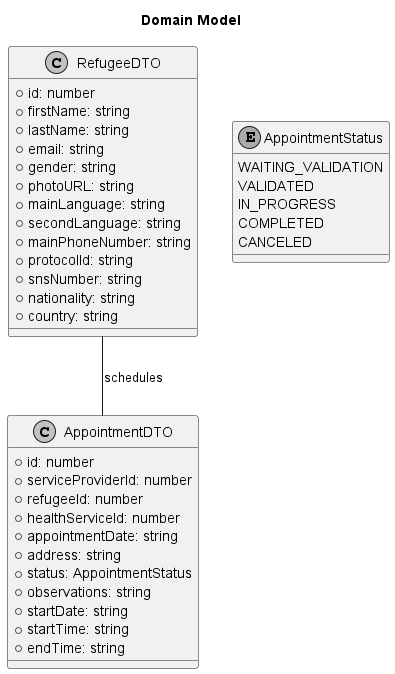 Domain Model
C RefugeeDTO
id: number
firstName: string
lastName: string
email: string
gender: string
photoURL: string
mainLanguage: string
secondLanguage: string
mainPhoneNumber: string
protocolId: string
snsNumber: string
nationality: string
country: string
E AppointmentStatus
WAITING_VALIDATION
VALIDATED
IN_PROGRESS
COMPLETED
CANCELED
schedules
C AppointmentDTO
id: number
serviceProviderId: number
refugeeId: number
healthServiceId: number
appointmentDate: string
address: string
status: AppointmentStatus
observations: string
startDate: string
startTime: string
endTime: string